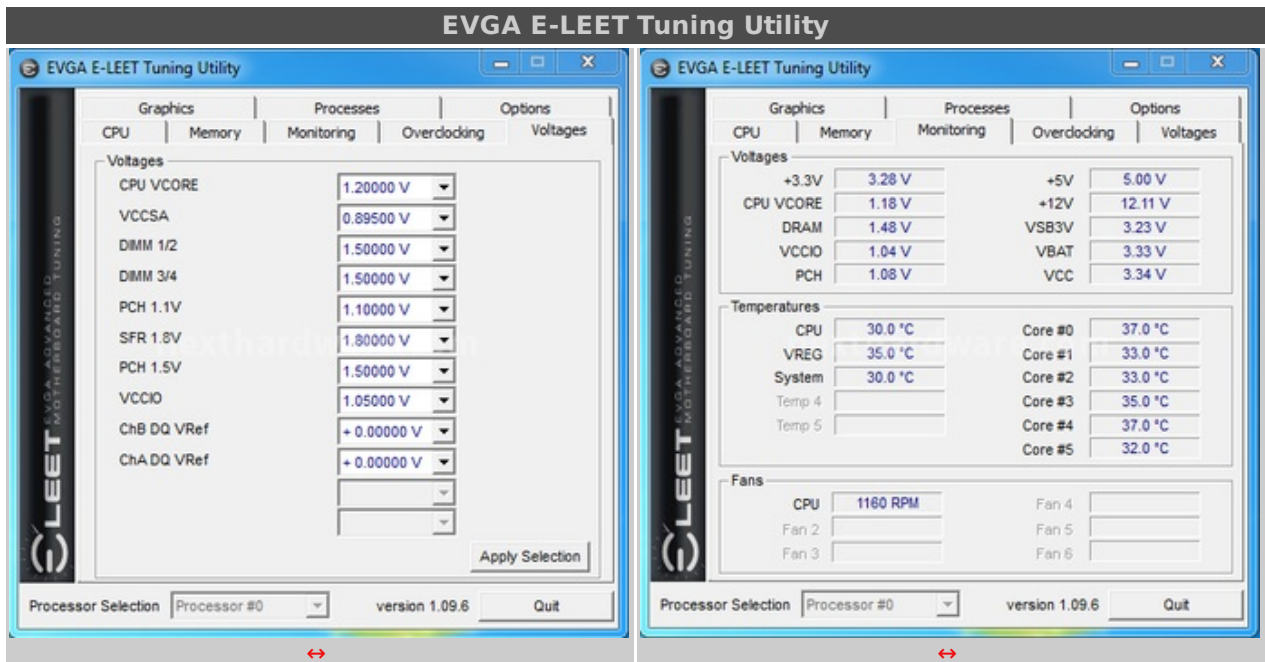 EVGA E-LEET Tuning Utility
EVGA E-LEET Tuning Utility
Graphics Processes Options
CPU Memory Monitoring Overclocking Voltages
Voltages
CPU VCORE 1.20000 V
VCCSA 0.89500 V
DIMM 1/2 1.50000 V
DIMM 3/4 1.50000 V
PCH 1.1V 1.10000 V
SFR 1.8V 1.80000 V
PCH 1.5V 1.50000 V
VCCIO 1.05000 V
ChB DQ VRef + 0.00000 V
ChA DQ VRef + 0.00000 V
Apply Selection
Processor Selection Processor #0 version 1.09.6 Quit
E-LEET EVGA ADVANCED
MOTHERBOARD TUNING
EVGA E-LEET Tuning Utility
Graphics Processes Options
CPU Memory Monitoring Overclocking Voltages
Voltages
+3.3V 3.28 V +5V 5.00 V
CPU VCORE 1.18 V +12V 12.11 V
DRAM 1.48 V VSB3V 3.23 V
VCCIO 1.04 V VBAT 3.33 V
PCH 1.08 V VCC 3.34 V
Temperatures
CPU 30.0 °C Core #0 37.0 °C
VREG 35.0 °C Core #1 33.0 °C
System 30.0 °C Core #2 33.0 °C
Temp 4 Core #3 35.0 °C
Temp 5 Core #4 37.0 °C
Core #5 32.0 °C
Fans
CPU 1160 RPM Fan 4
Fan 2 Fan 5
Fan 3 Fan 6
Processor Selection Processor #0 version 1.09.6 Quit
E-LEET EVGA ADVANCED
MOTHERBOARD TUNING